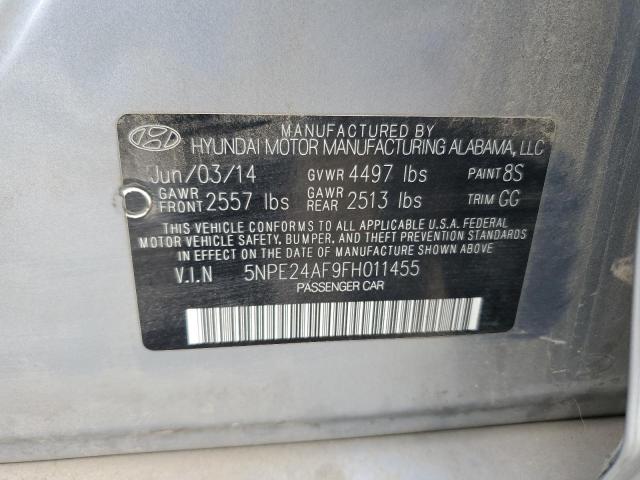 MANUFACTURED BY
HYUNDAI MOTOR MANUFACTURING ALABAMA, LLC
Jun/03/14 GVWR 4497 lbs PAINT 8S
GAWR FRONT 2557 lbs GAWR REAR 2513 lbs TRIM GG
THIS VEHICLE CONFORMS TO ALL APPLICABLE U.S.A. FEDERAL
MOTOR VEHICLE SAFETY, BUMPER, AND THEFT PREVENTION STANDARDS
IN EFFECT ON THE DATE OF MANUFACTURE SHOWN ABOVE.
V.I.N 5NPE24AF9FH011455
PASSENGER CAR